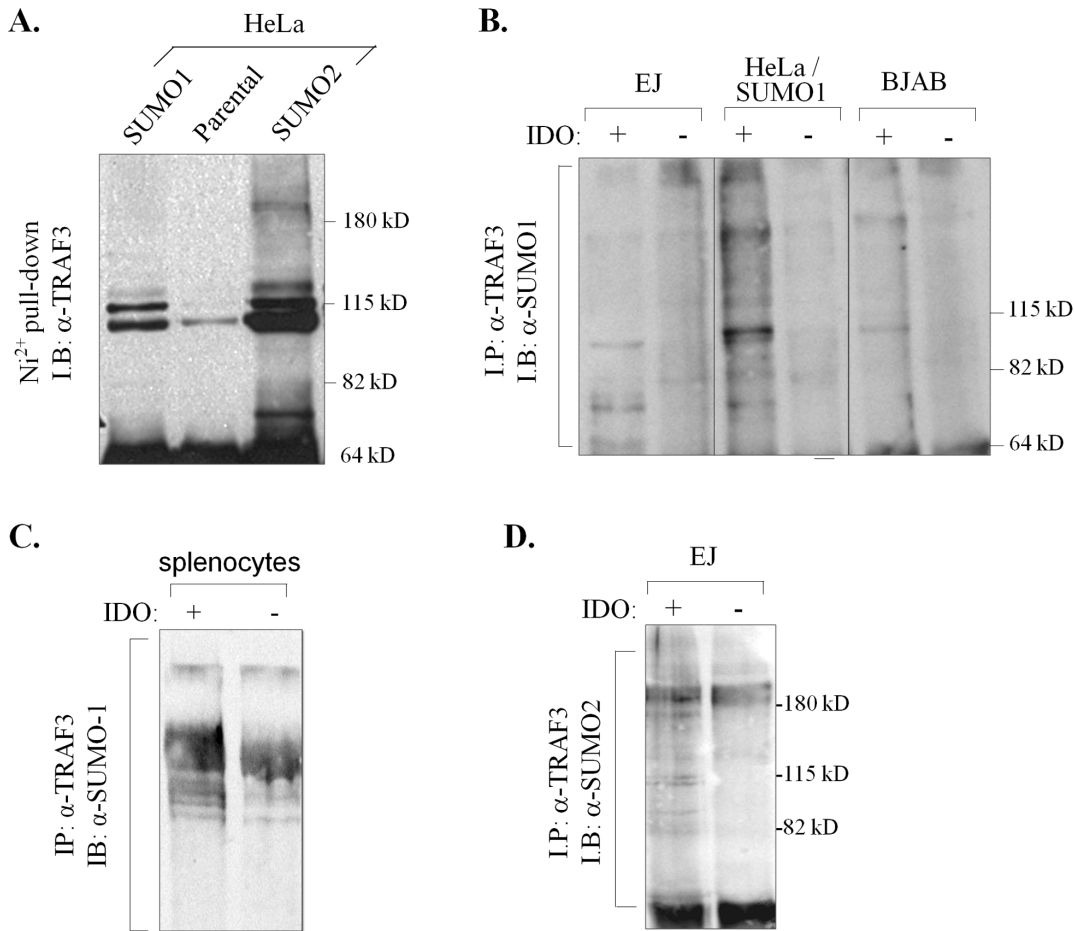 A.
HeLa
SUMO1
Parental
SUMO2
Ni2+ pull-down
I.B: α-TRAF3
180 kD
115 kD
82 kD
64 kD
B.
EJ
HeLa /
SUMO1
BJAB
IDO: + - + - + -
I.P: α-TRAF3
I.B: α-SUMO1
115 kD
82 kD
64 kD
C.
splenocytes
IDO: + -
IP: α-TRAF3
IB: α-SUMO-1
D.
EJ
IDO: + -
I.P: α-TRAF3
I.B: α-SUMO2
-180 kD
-115 kD
-82 kD